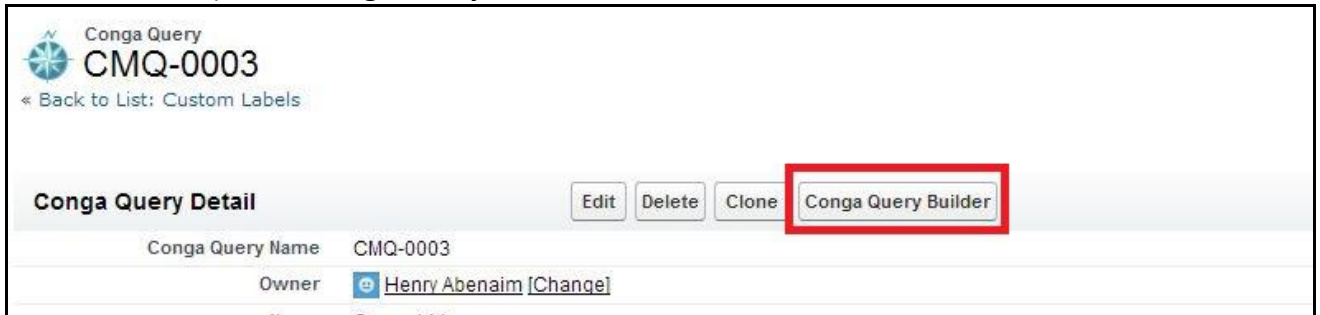 Conga Query
CMQ-0003
« Back to List: Custom Labels
Conga Query Detail Edit Delete Clone Conga Query Builder
Conga Query Name CMQ-0003
Owner Henry Abenaim [Change]